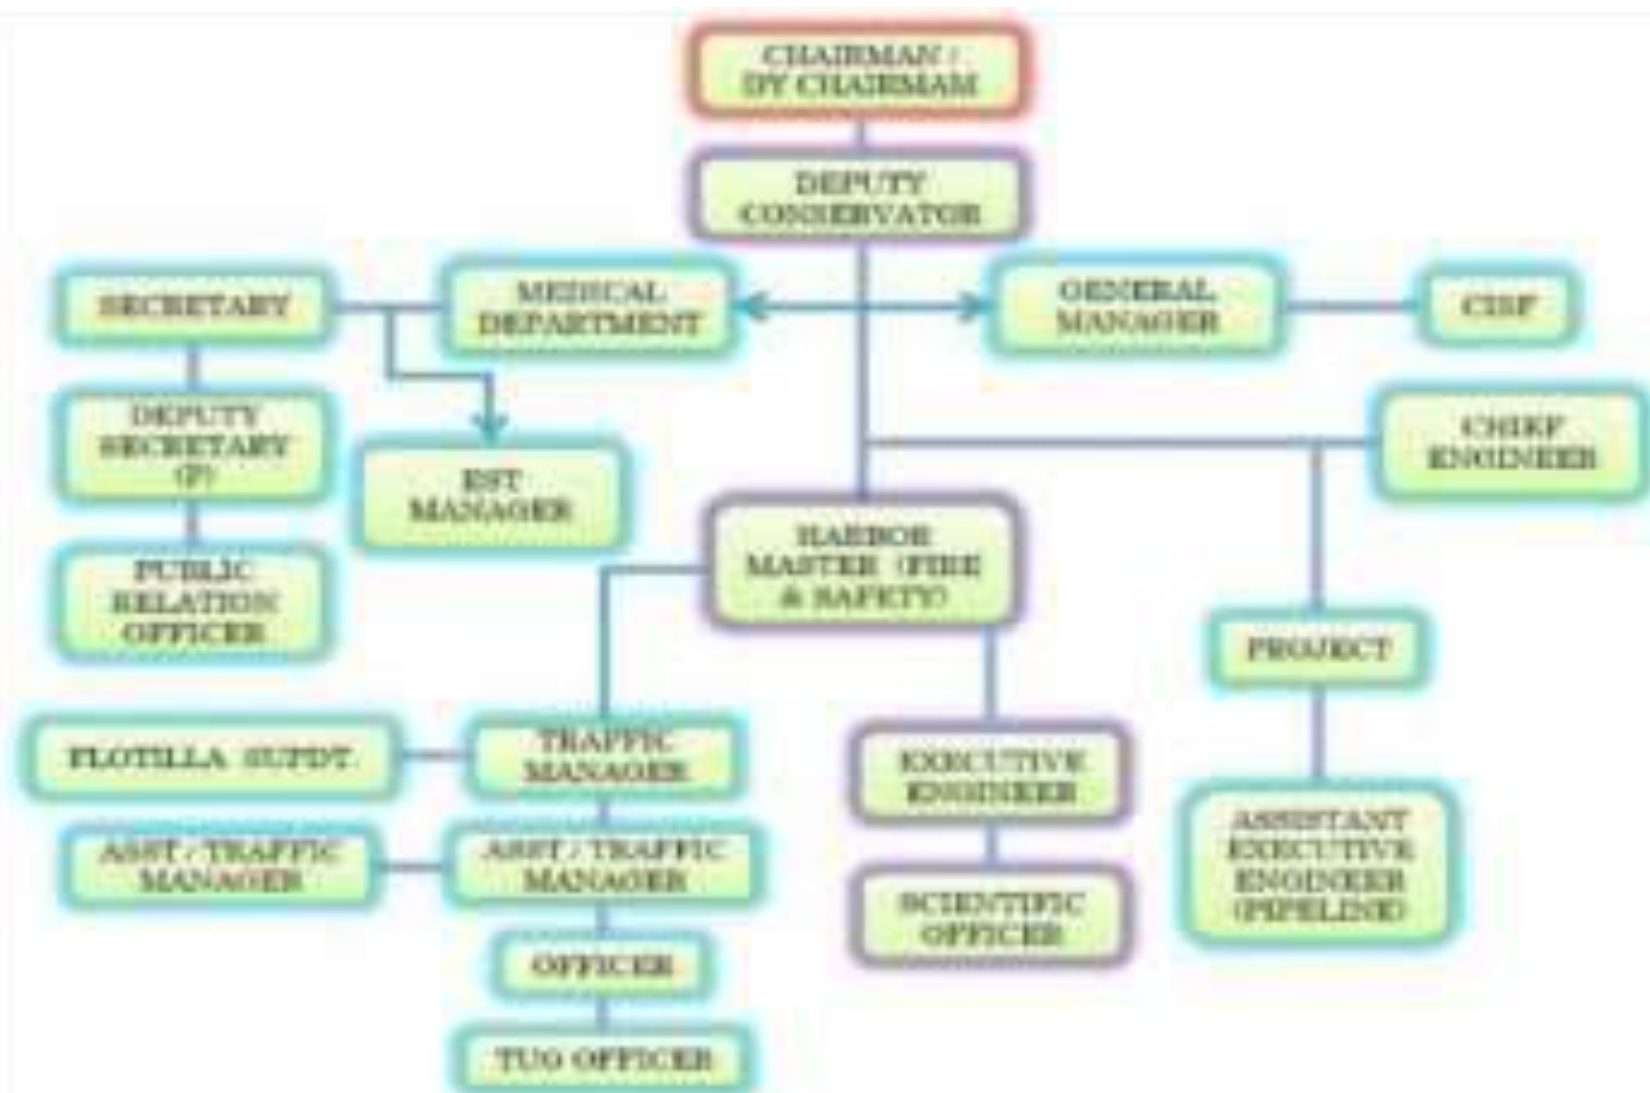 CHAIRMAN /
DY CHAIRMAM
DEPUTY
CONSERVATOR
SECRETARY
MEDICAL
DEPARTMENT
GENERAL
MANAGER
CISF
DEPUTY
SECRETARY
(P)
EST
MANAGER
CHIEF
ENGINEER
PUBLIC
RELATION
OFFICER
HARBOR
MASTER (FIRE
& SAFETY)
PROJECT
FLOTILLA SUPDT.
TRAFFIC
MANAGER
EXECUTIVE
ENGINEER
ASSISTANT
EXECUTIVE
ENGINEER
(PIPELINE)
ASST / TRAFFIC
MANAGER
ASST / TRAFFIC
MANAGER
SCIENTIFIC
OFFICER
OFFICER
TUG OFFICER